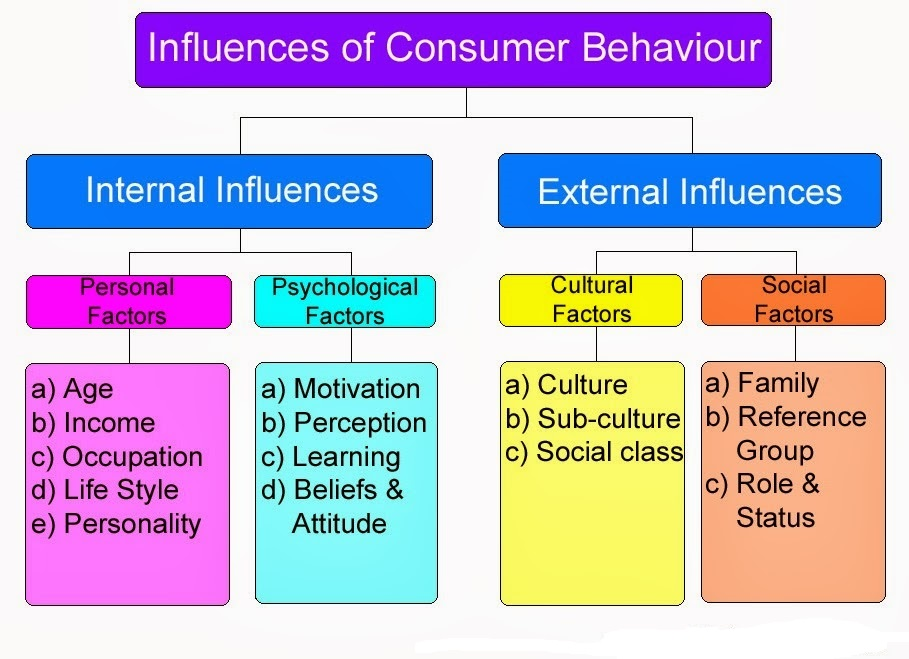 Influences of Consumer Behaviour
Internal Influences
External Influences
Personal
Factors
Psychological
Factors
Cultural
Factors
Social
Factors
a) Age
b) Income
c) Occupation
d) Life Style
e) Personality
a) Motivation
b) Perception
c) Learning
d) Beliefs &
Attitude
a) Culture
b) Sub-culture
c) Social class
a) Family
b) Reference
Group
c) Role &
Status